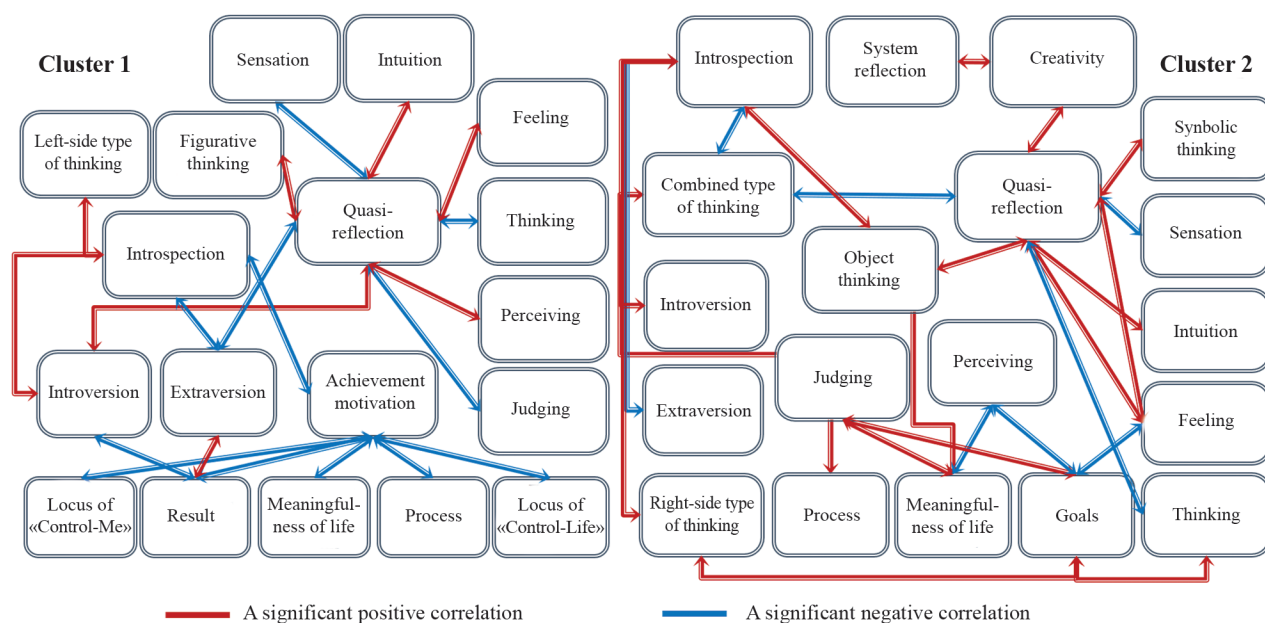 Cluster 1
Sensation
Intuition
Feeling
Left-side type
of thinking
Figurative
thinking
Quasi-
reflection
Thinking
Introspection
Perceiving
Introversion
Extraversion
Achievement
motivation
Judging
Locus of
«Control-Me»
Result
Meaningful-
ness of life
Process
Locus of
«Control-Life»
Introspection
System
reflection
Creativity
Cluster 2
Synbolic
thinking
Combined type
of thinking
Quasi-
reflection
Sensation
Object
thinking
Introversion
Intuition
Judging
Perceiving
Extraversion
Feeling
Right-side type
of thinking
Process
Meaningful-
ness of life
Goals
Thinking
A significant positive correlation
A significant negative correlation